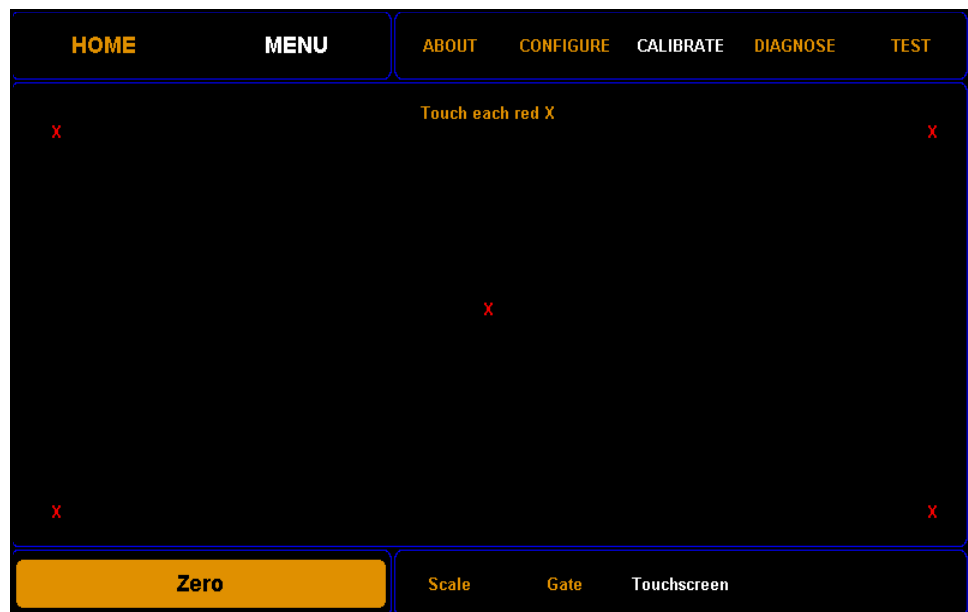 HOME MENU ABOUT CONFIGURE CALIBRATE DIAGNOSE TEST
Touch each red X
X X
X
X X
Zero Scale Gate Touchscreen